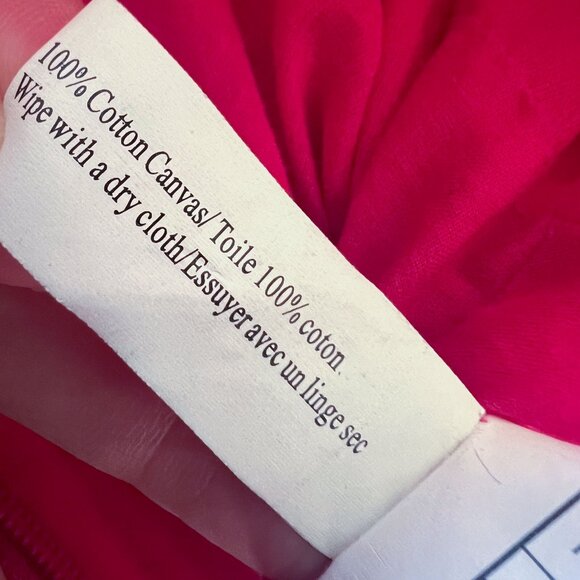 100% Cotton Canvas/Toile 100% coton.
Wipe with a dry cloth/Essuyer avec un linge sec